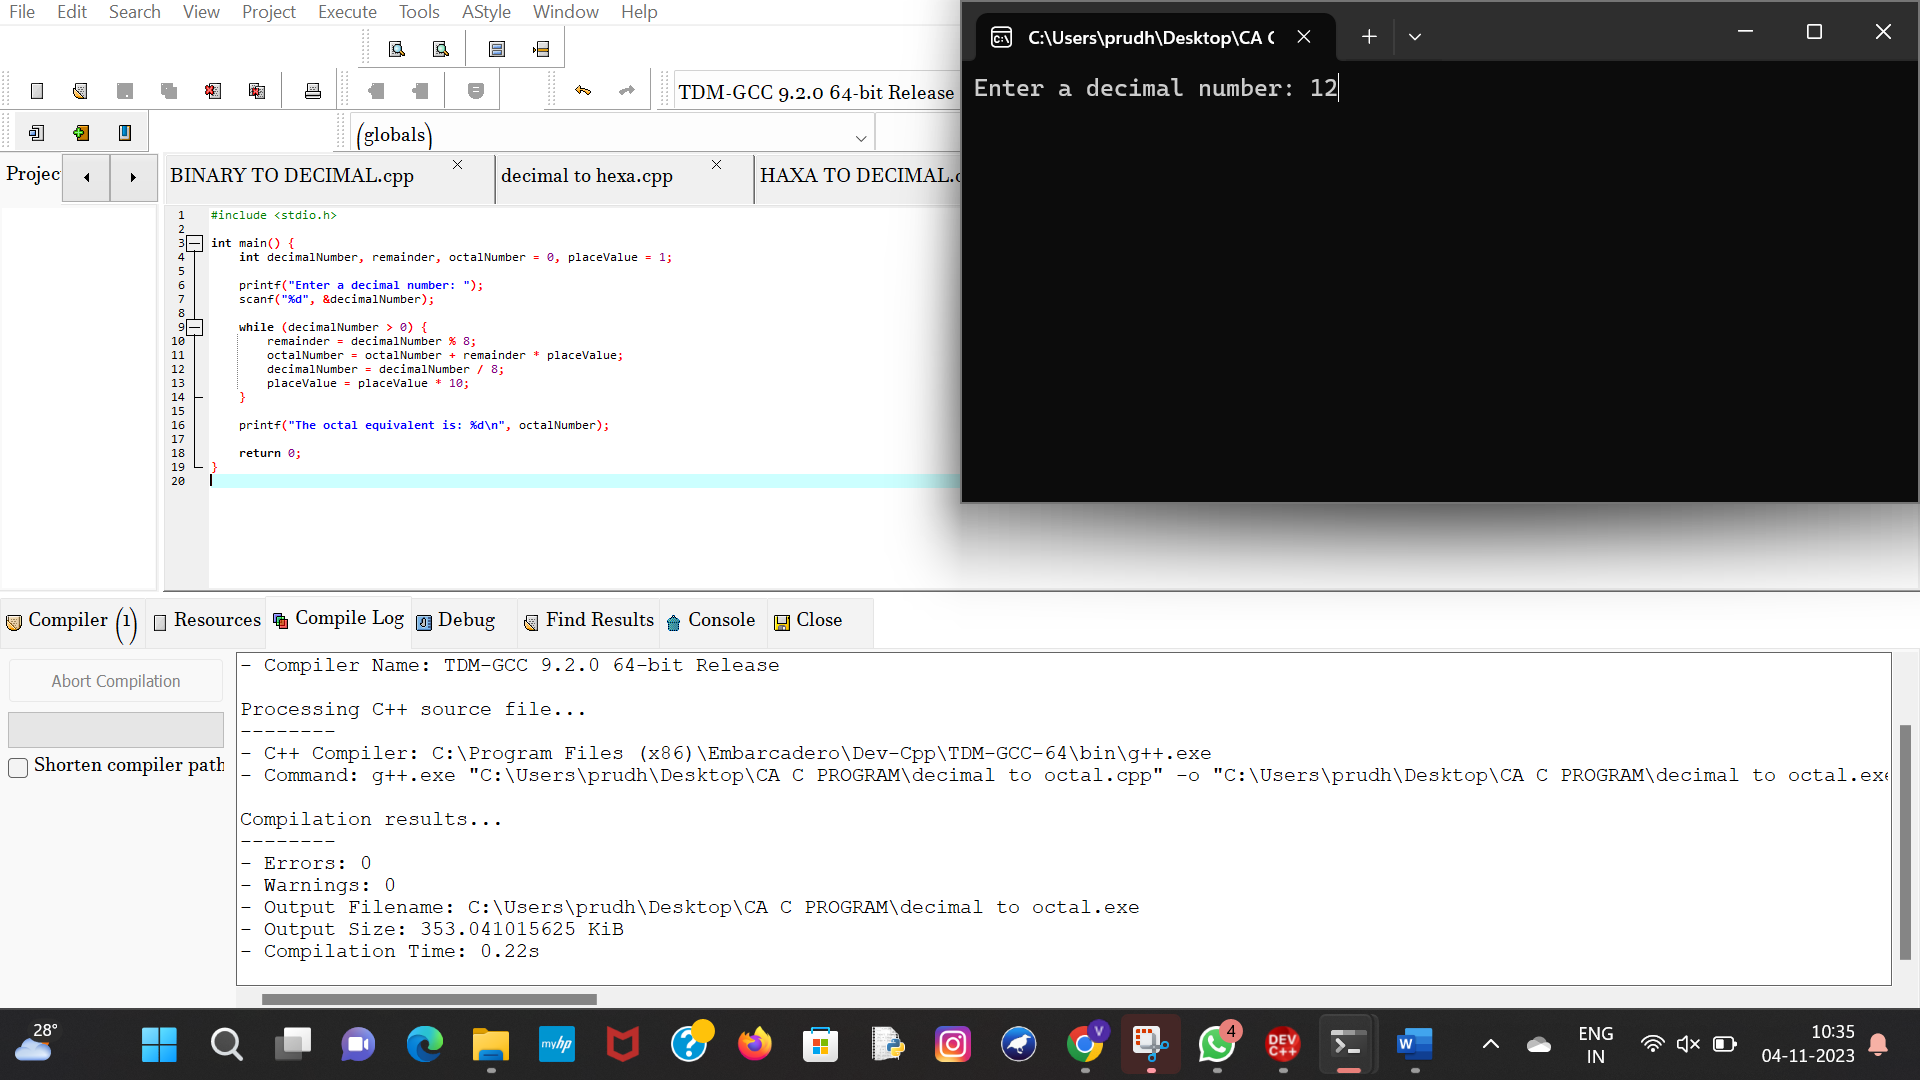 File Edit Search View Project Execute Tools AStyle Window Help
C:\Users\prudh\Desktop\CA C
Enter a decimal number: 12
TDM-GCC 9.2.0 64-bit Release
(globals)
Projec
BINARY TO DECIMAL.cpp decimal to hexa.cpp HAXA TO DECIMAL.c
1 #include <stdio.h>
2
3 int main() {
4 int decimalNumber, remainder, octalNumber = 0, placeValue = 1;
5
6 printf("Enter a decimal number: ");
7 scanf("%d", &decimalNumber);
8
9 while (decimalNumber > 0) {
10 remainder = decimalNumber % 8;
11 octalNumber = octalNumber + remainder * placeValue;
12 decimalNumber = decimalNumber / 8;
13 placeValue = placeValue * 10;
14 }
15
16 printf("The octal equivalent is: %d\n", octalNumber);
17
18 return 0;
19 }
20
Compiler (1) Resources Compile Log Debug Find Results Console Close
Abort Compilation
Shorten compiler path
- Compiler Name: TDM-GCC 9.2.0 64-bit Release
Processing C++ source file...
--------
- C++ Compiler: C:\Program Files (x86)\Embarcadero\Dev-Cpp\TDM-GCC-64\bin\g++.exe
- Command: g++.exe "C:\Users\prudh\Desktop\CA C PROGRAM\decimal to octal.cpp" -o "C:\Users\prudh\Desktop\CA C PROGRAM\decimal to octal.exe
Compilation results...
--------
- Errors: 0
- Warnings: 0
- Output Filename: C:\Users\prudh\Desktop\CA C PROGRAM\decimal to octal.exe
- Output Size: 353.041015625 KiB
- Compilation Time: 0.22s
28°
myhp
V
4
DEV
C++
W
ENG
IN
10:35
04-11-2023